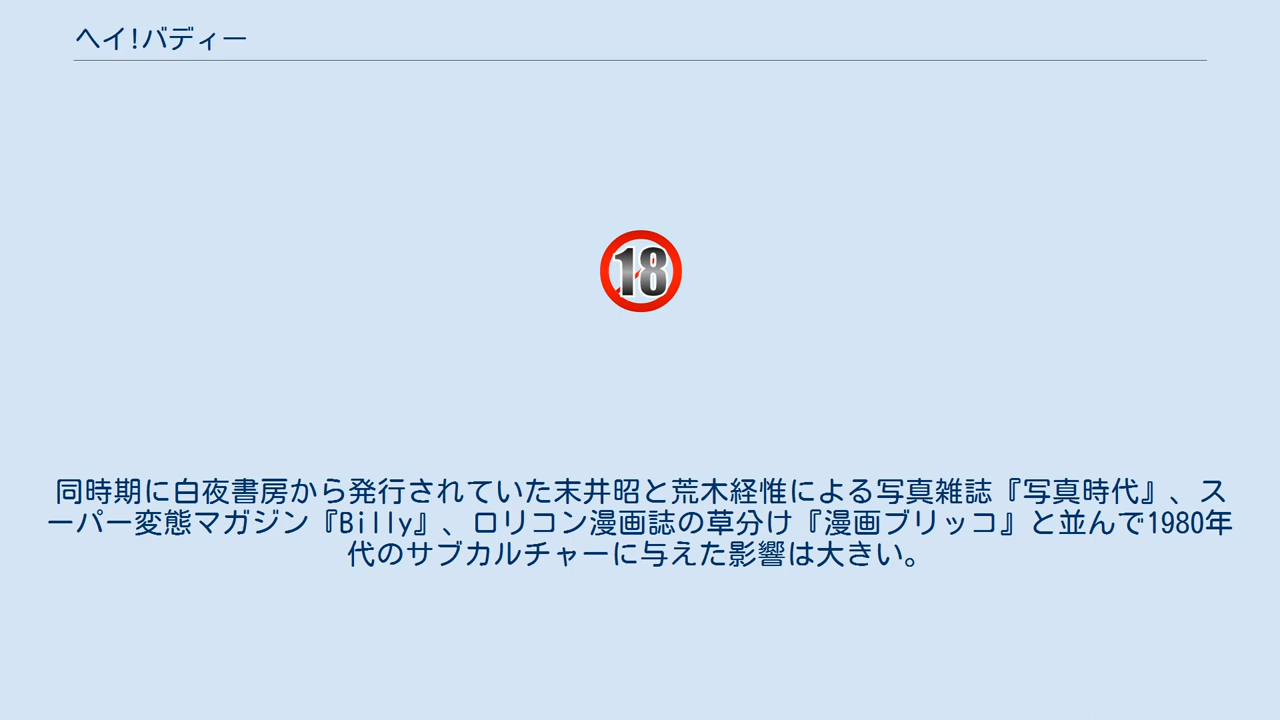 ヘイ!バディー
18
同時期に白夜書房から発行されていた末井昭と荒木経惟による写真雑誌『写真時代』、ス
ーパー変態マガジン『Billy』、ロリコン漫画誌の草分け『漫画ブリッコ』と並んで1980年
代のサブカルチャーに与えた影響は大きい。